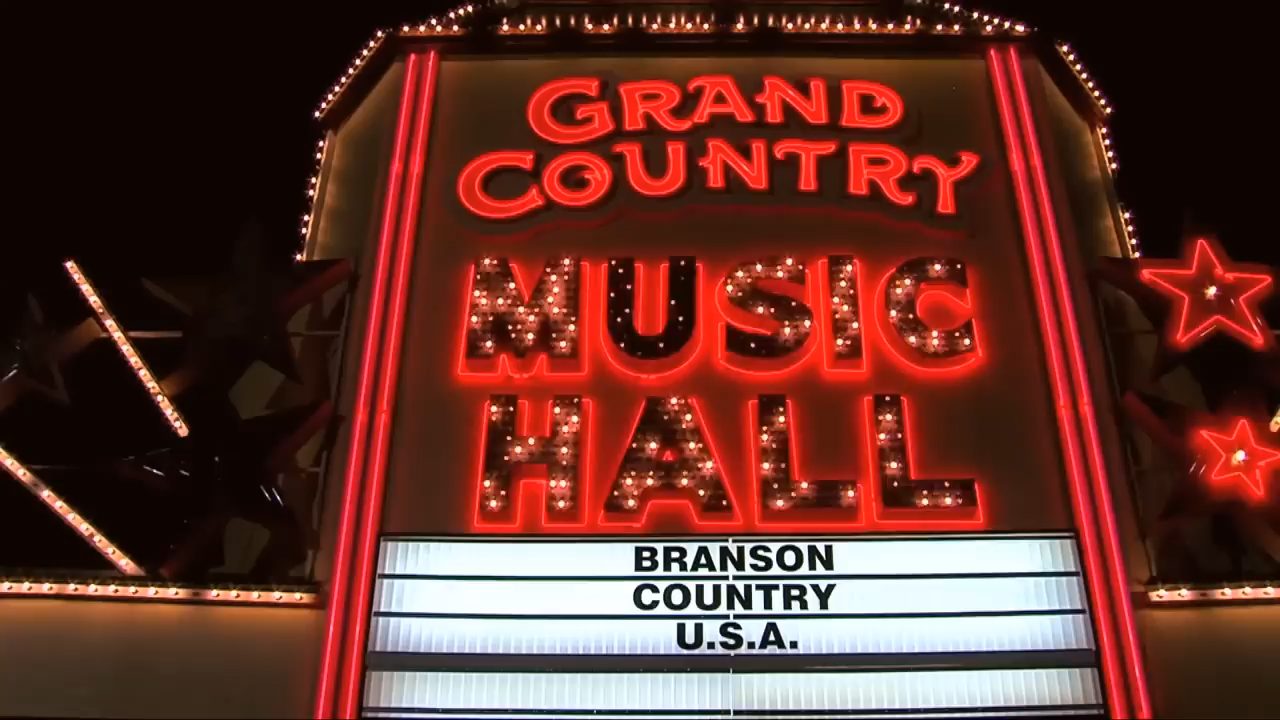 GRAND
COUNTRY
MUSIC
HALL
BRANSON
COUNTRY
U.S.A.